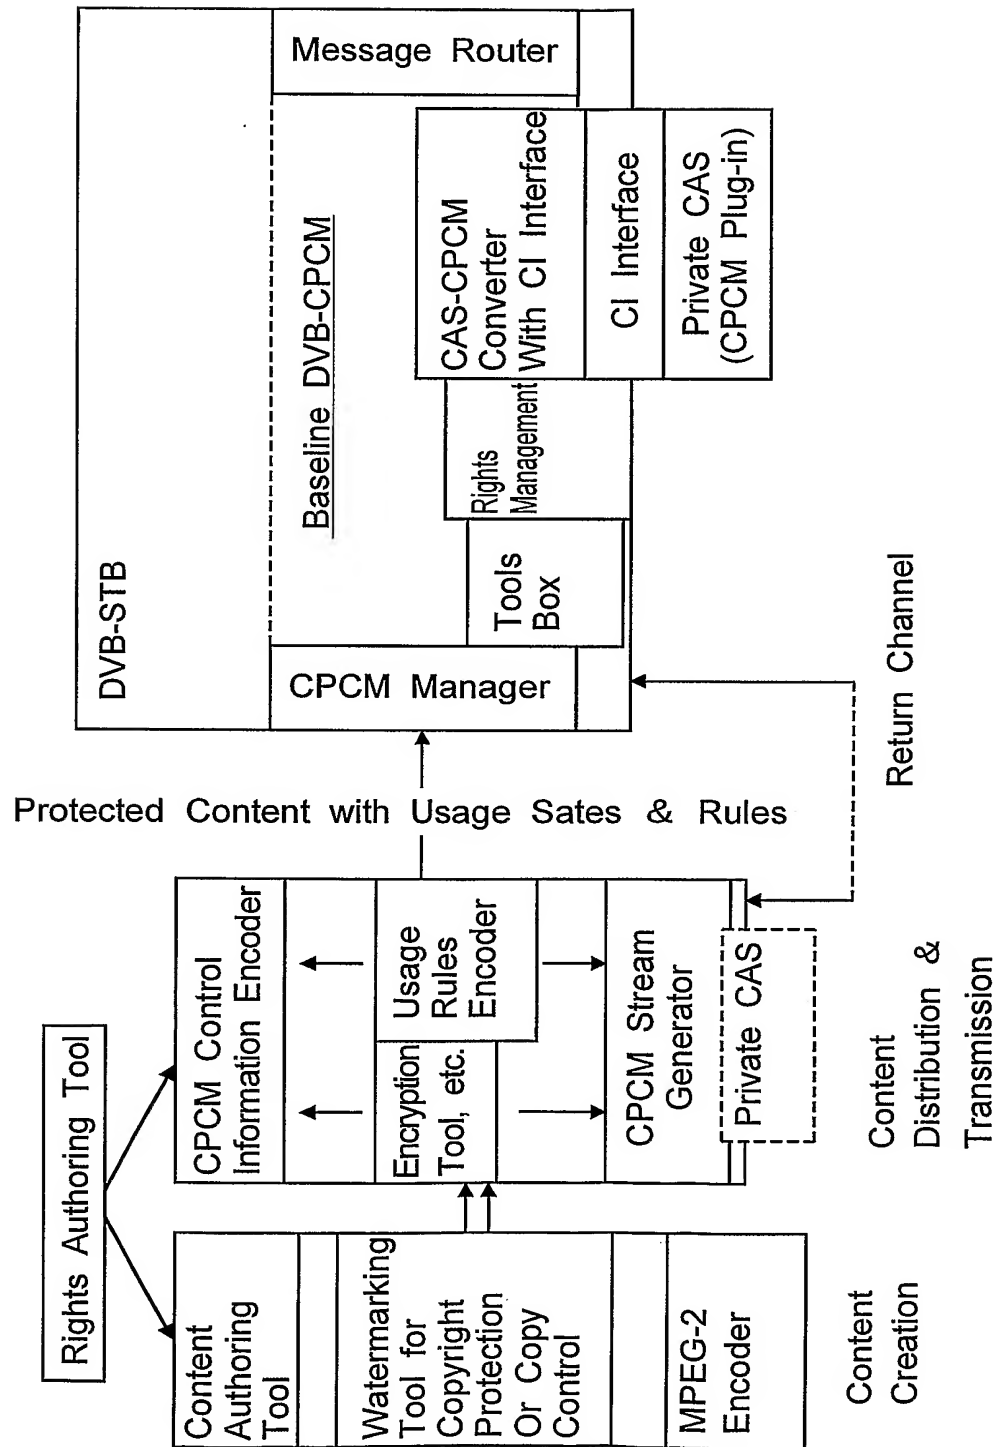 Rights Authoring Tool
Content
Authoring
Tool
Watermarking
Tool for
Copyright
Protection
Or Copy
Control
MPEG-2
Encoder
Content
Creation
CPCM Control
Information Encoder
Encryption
Tool, etc.
Usage
Rules
Encoder
CPCM Stream
Generator
Private CAS
Content
Distribution &
Transmission
Protected Content with Usage Sates & Rules
Return Channel
DVB-STB
CPCM Manager
Baseline DVB-CPCM
Message Router
Tools
Box
Rights
Management
CAS-CPCM
Converter
With CI Interface
CI Interface
Private CAS
(CPCM Plug-in)